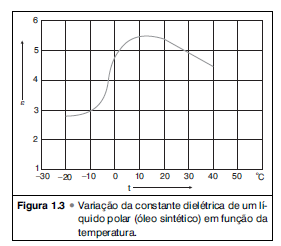 6
5
4
ε
3
2
1
−30 −20 −10 0 10 20 30 40 50 °C
t
Figura 1.3 • Variação da constante dielétrica de um lí-
quido polar (óleo sintético) em função da
temperatura.